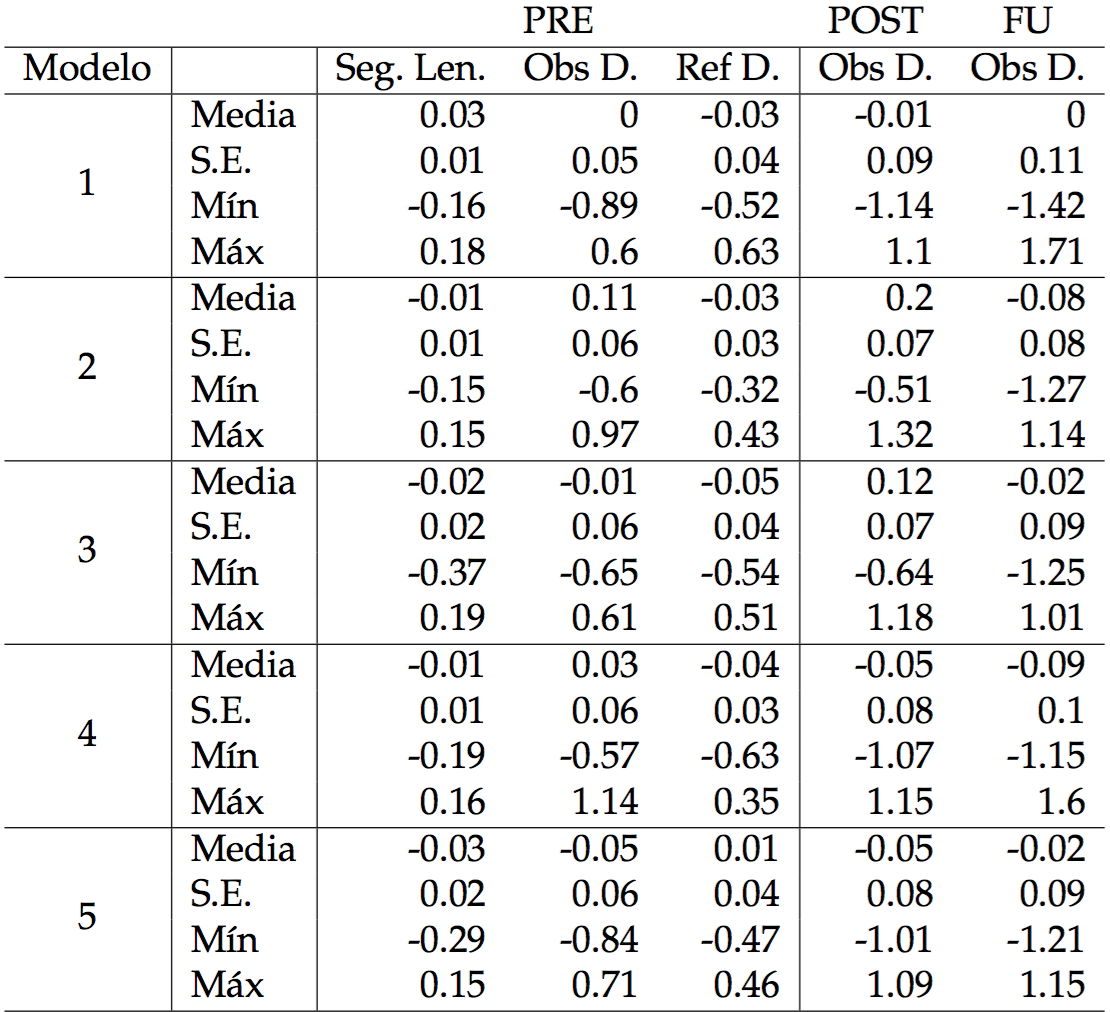 PRE POST FU
Modelo Seg. Len. Obs D. Ref D. Obs D. Obs D.
Media 0.03 0 -0.03 -0.01 0
S.E. 0.01 0.05 0.04 0.09 0.11
1
Mín -0.16 -0.89 -0.52 -1.14 -1.42
Máx 0.18 0.6 0.63 1.1 1.71
Media -0.01 0.11 -0.03 0.2 -0.08
S.E. 0.01 0.06 0.03 0.07 0.08
2
Mín -0.15 -0.6 -0.32 -0.51 -1.27
Máx 0.15 0.97 0.43 1.32 1.14
Media -0.02 -0.01 -0.05 0.12 -0.02
S.E. 0.02 0.06 0.04 0.07 0.09
3
Mín -0.37 -0.65 -0.54 -0.64 -1.25
Máx 0.19 0.61 0.51 1.18 1.01
Media -0.01 0.03 -0.04 -0.05 -0.09
S.E. 0.01 0.06 0.03 0.08 0.1
4
Mín -0.19 -0.57 -0.63 -1.07 -1.15
Máx 0.16 1.14 0.35 1.15 1.6
Media -0.03 -0.05 0.01 -0.05 -0.02
S.E. 0.02 0.06 0.04 0.08 0.09
5
Mín -0.29 -0.84 -0.47 -1.01 -1.21
Máx 0.15 0.71 0.46 1.09 1.15